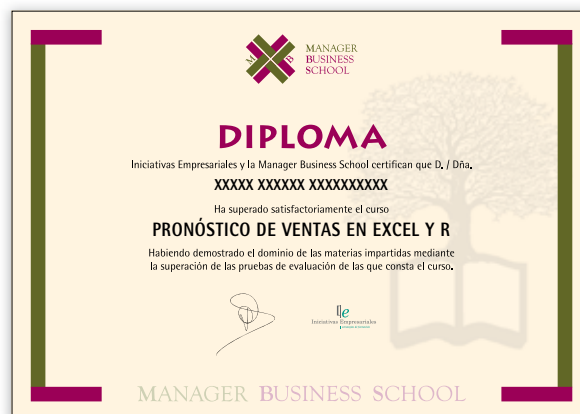 M B
MANAGER
BUSINESS
SCHOOL
DIPLOMA
Iniciativas Empresariales y la Manager Business School certifican que D. / Dña.
XXXXX XXXXXX XXXXXXXXXX
Ha superado satisfactoriamente el curso
PRONÓSTICO DE VENTAS EN EXCEL Y R
Habiendo demostrado el dominio de las materias impartidas mediante
la superación de las pruebas de evaluación de las que consta el curso.
Iniciativas Empresariales
MANAGER BUSINESS SCHOOL